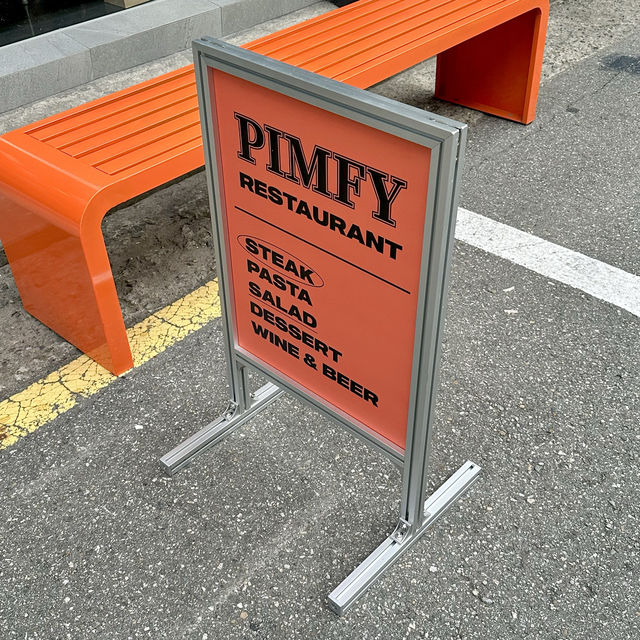 PIMFY
RESTAURANT
STEAK
PASTA
SALAD
DESSERT
WINE & BEER